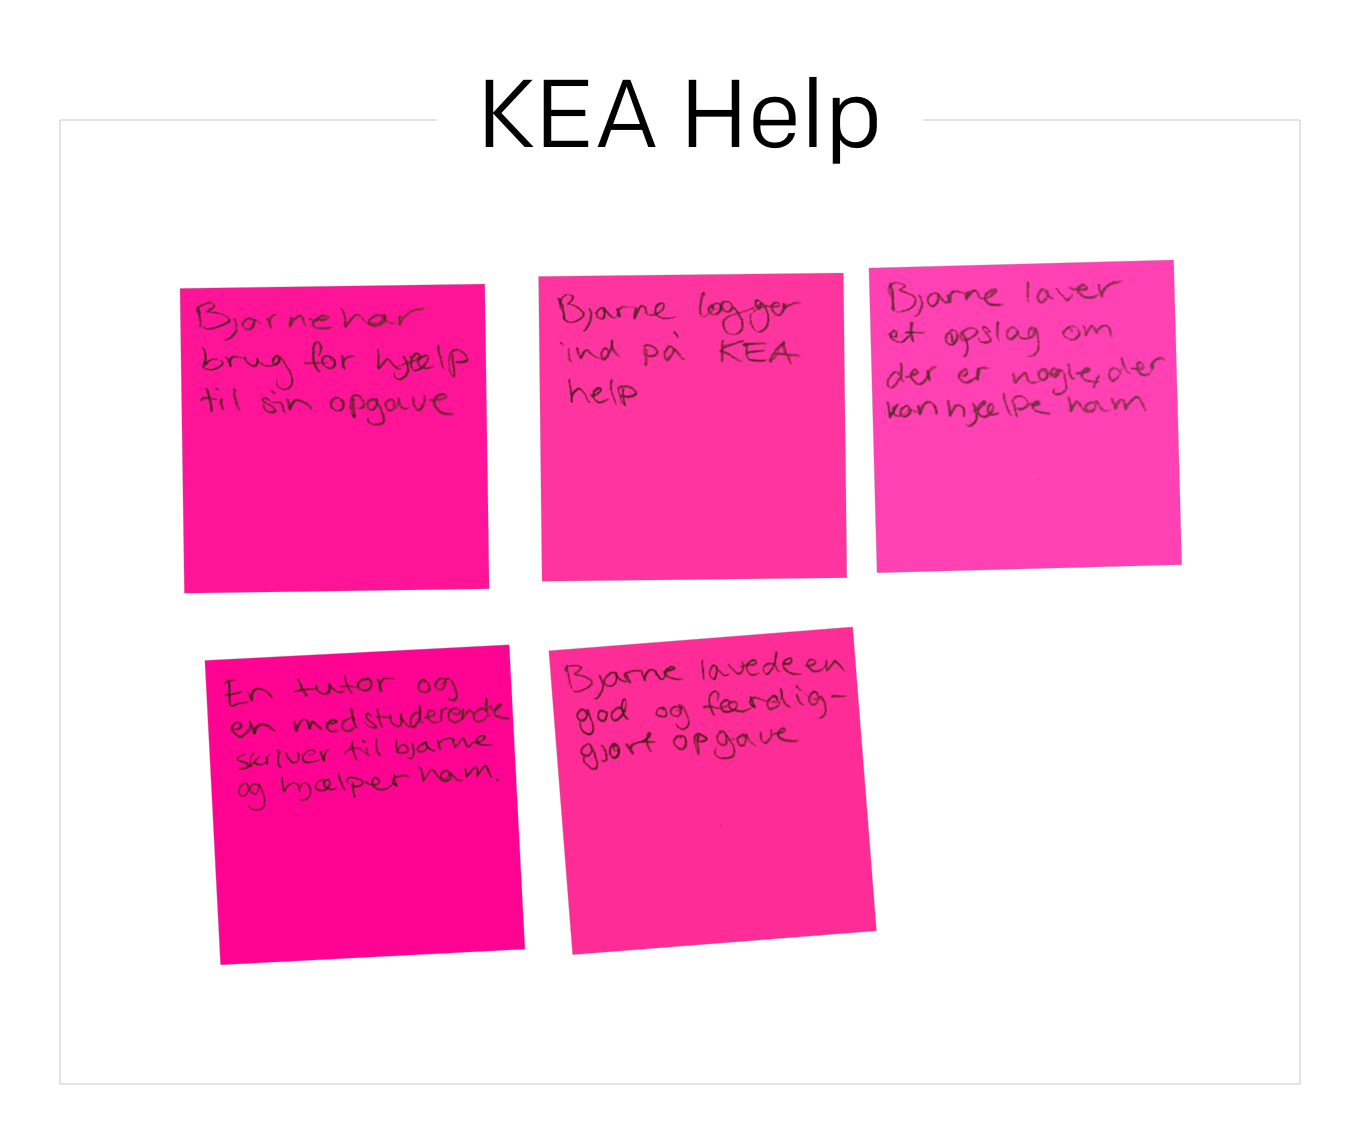 KEA Help
Bjarne har
brug for hjælp
til sin opgave
Bjarne logger
ind på KEA
help
Bjarne laver
et opslag om
der er nogle, der
kan hjælpe ham
En tutor og
en medstuderende
skriver til bjarne
og hjælper ham.
Bjarne lavede en
god og færdig-
gjort opgave